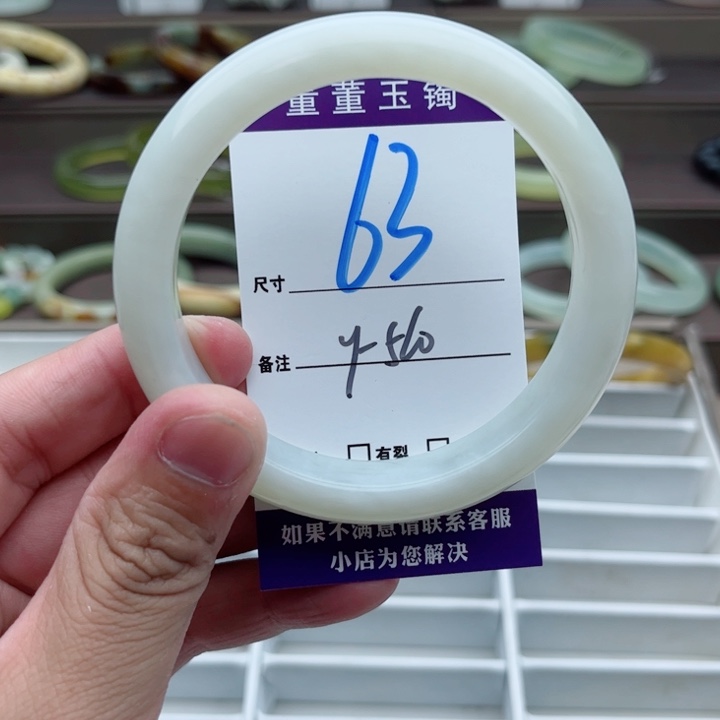 董董玉镯
63
尺寸
备注 y-560
有裂
如果不满意请联系客服
小店为您解决